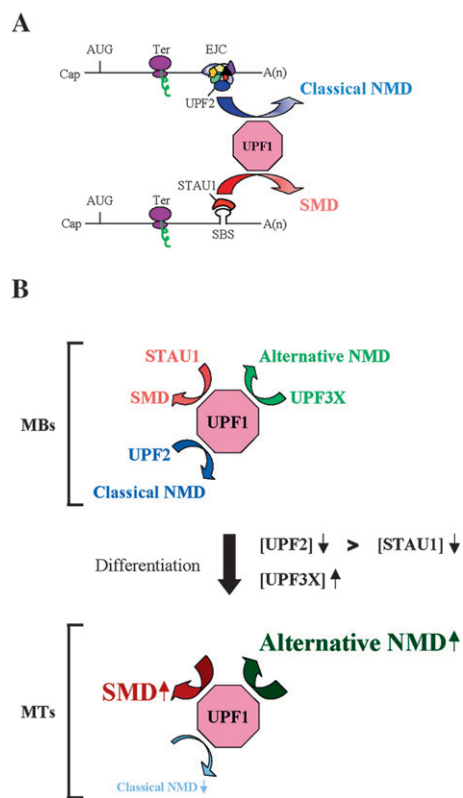 A
AUG Ter EJC
Cap A(n)
UPF2 Classical NMD
UPF1
STAU1
AUG Ter SMD
Cap A(n)
SBS
B
STAU1 Alternative NMD
SMD UPF3X
MBs UPF1
UPF2
Classical NMD
[UPF2] ↓ > [STAU1] ↓
Differentiation
[UPF3X] ↑
Alternative NMD↑
SMD↑
MTs UPF1
Classical NMD ↓